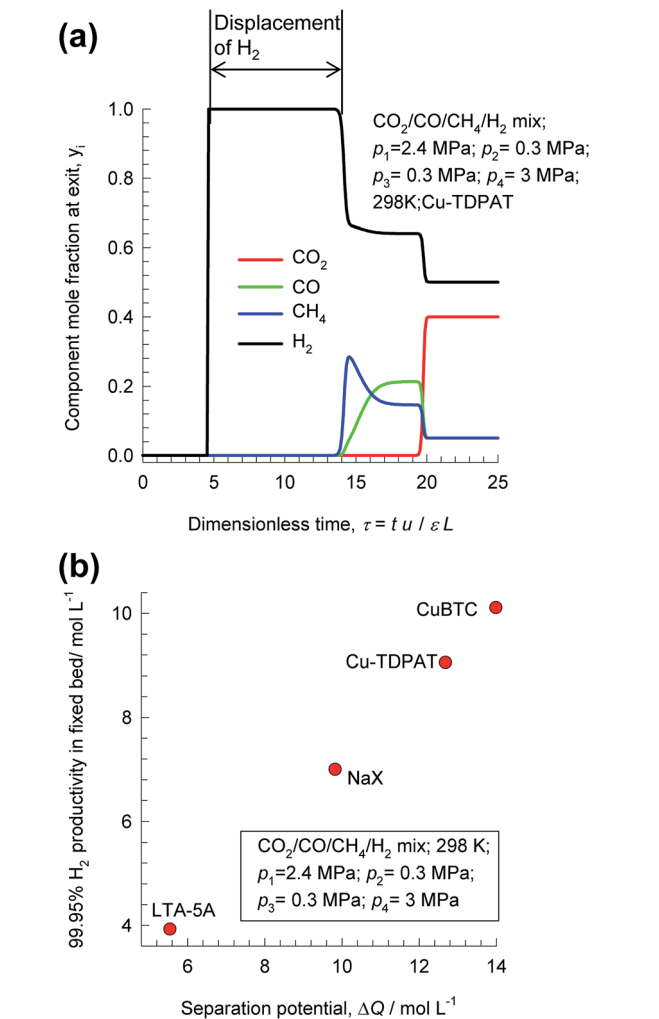 (a)
Displacement
of H₂
Component mole fraction at exit, yᵢ
1.0
0.8
0.6
0.4
0.2
0.0
CO₂/CO/CH₄/H₂ mix;
p₁=2.4 MPa; p₂= 0.3 MPa;
p₃= 0.3 MPa; p₄= 3 MPa;
298K;Cu-TDPAT
CO₂
CO
CH₄
H₂
0 5 10 15 20 25
Dimensionless time, τ = t u / ε L
(b)
99.95% H₂ productivity in fixed bed/ mol L⁻¹
10
8
6
4
CuBTC
Cu-TDPAT
NaX
LTA-5A
CO₂/CO/CH₄/H₂ mix; 298 K;
p₁=2.4 MPa; p₂= 0.3 MPa;
p₃= 0.3 MPa; p₄= 3 MPa
6 8 10 12 14
Separation potential, ΔQ / mol L⁻¹